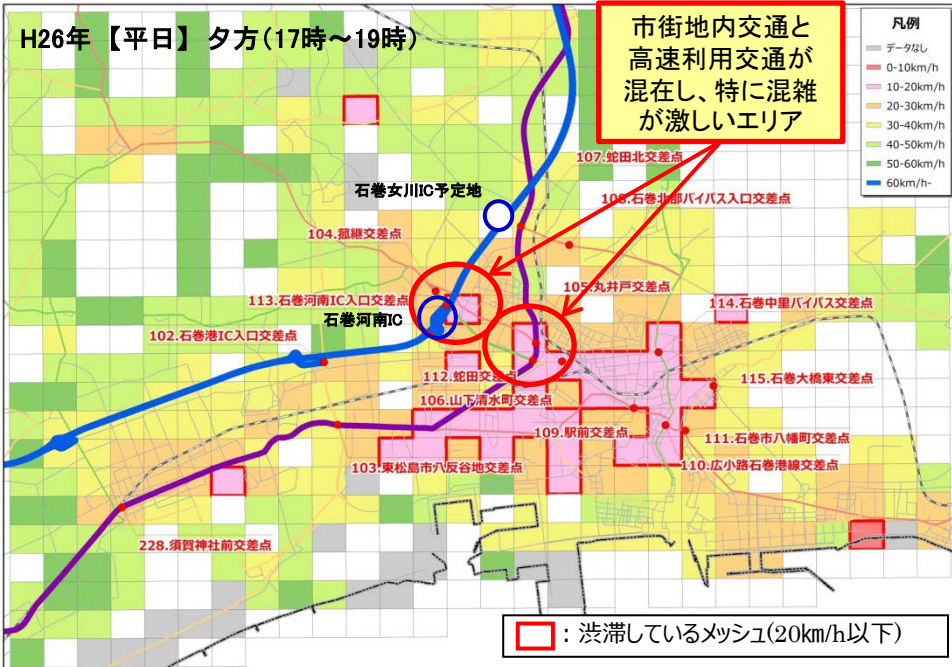 H26年 【平日】 夕方(17時～19時)
市街地内交通と
高速利用交通が
混在し、特に混雑
が激しいエリア
凡例
データなし
0-10km/h
10-20km/h
20-30km/h
30-40km/h
40-50km/h
50-60km/h
60km/h-
107.蛇田北交差点
石巻女川IC予定地
108.石巻北部バイパス入口交差点
104.菰継交差点
105.丸井戸交差点
113.石巻河南IC入口交差点
114.石巻中里バイパス交差点
石巻河南IC
102.石巻港IC入口交差点
112.蛇田交差点
115.石巻大橋東交差点
106.山下清水町交差点
109.駅前交差点
111.石巻市八幡町交差点
103.東松島市八反谷地交差点
110.広小路石巻港線交差点
228.須賀神社前交差点
：渋滞しているメッシュ(20km/h以下)